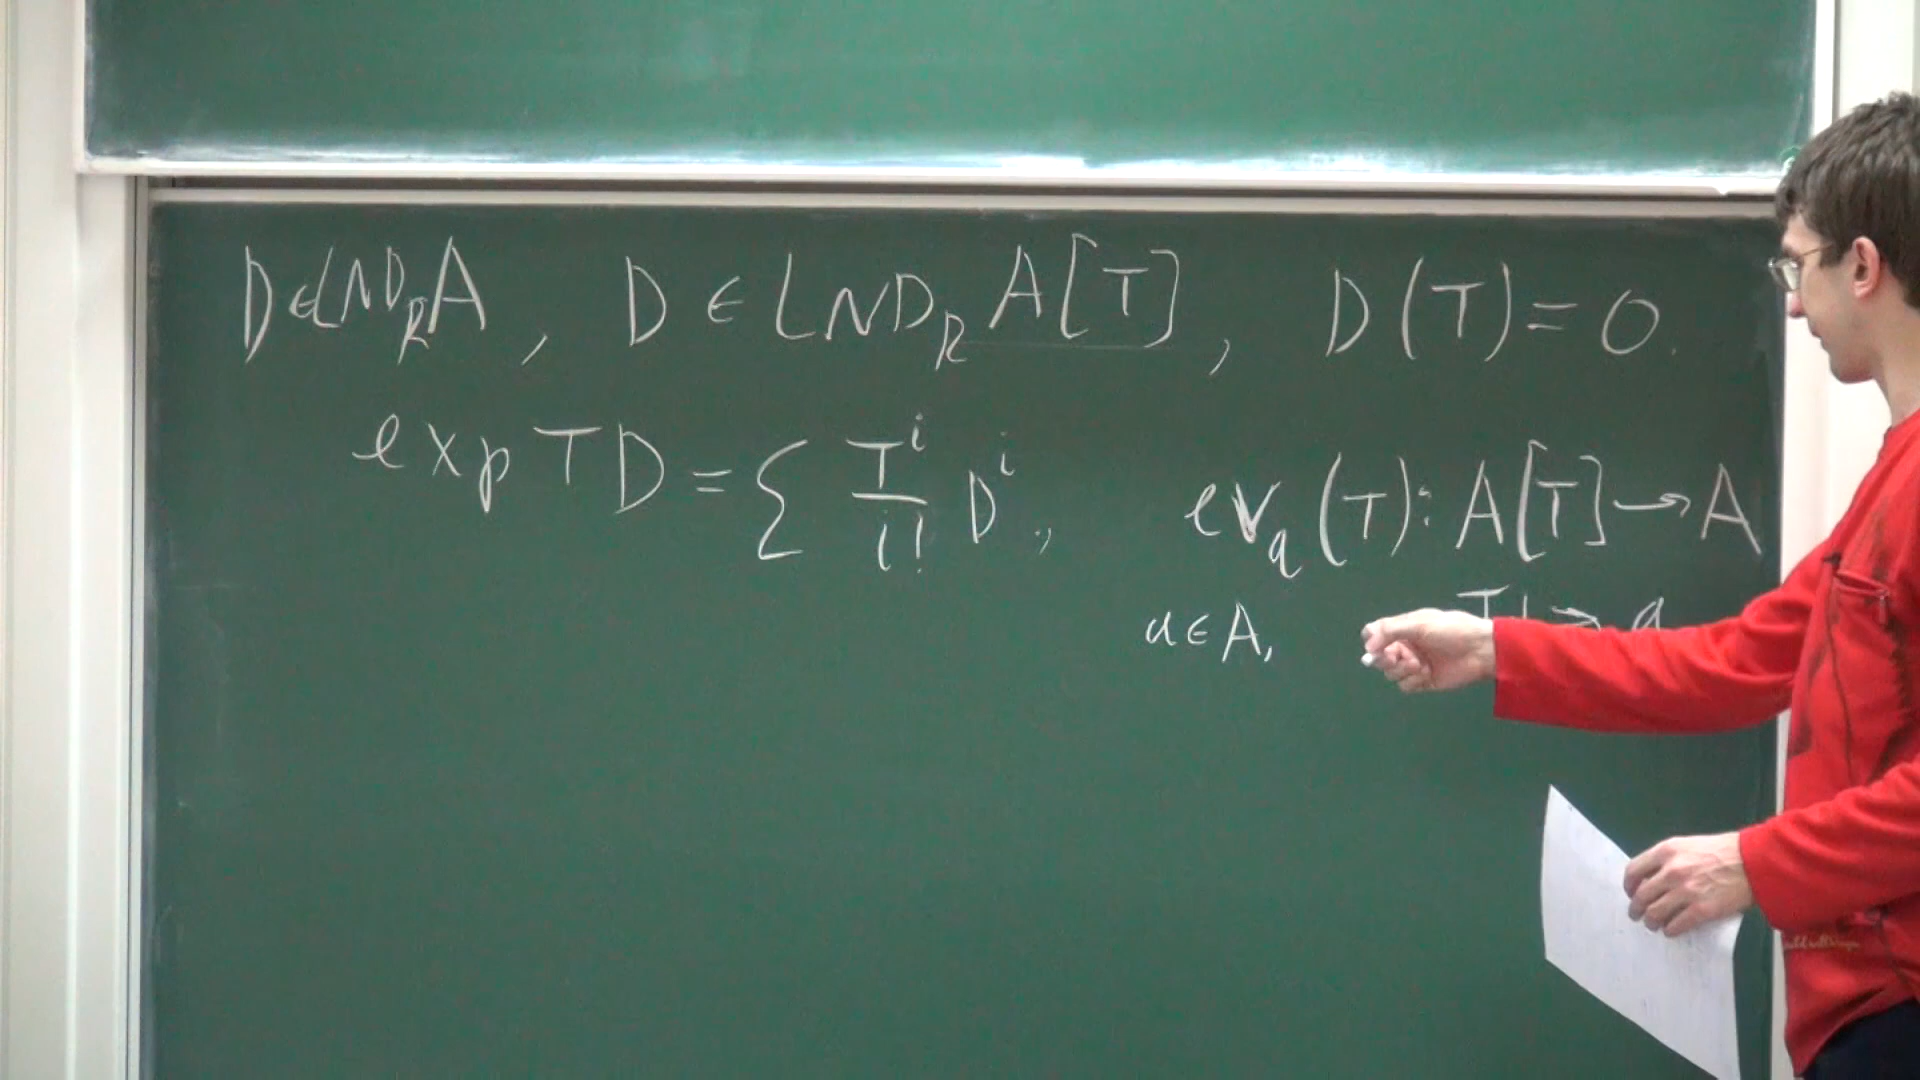 D ∈ LND_R A , D ∈ LND_R A[T] , D(T) = 0.
exp TD = Σ T^i/i! D^i., ev_a(T): A[T] → A
a ∈ A, T ↦ a